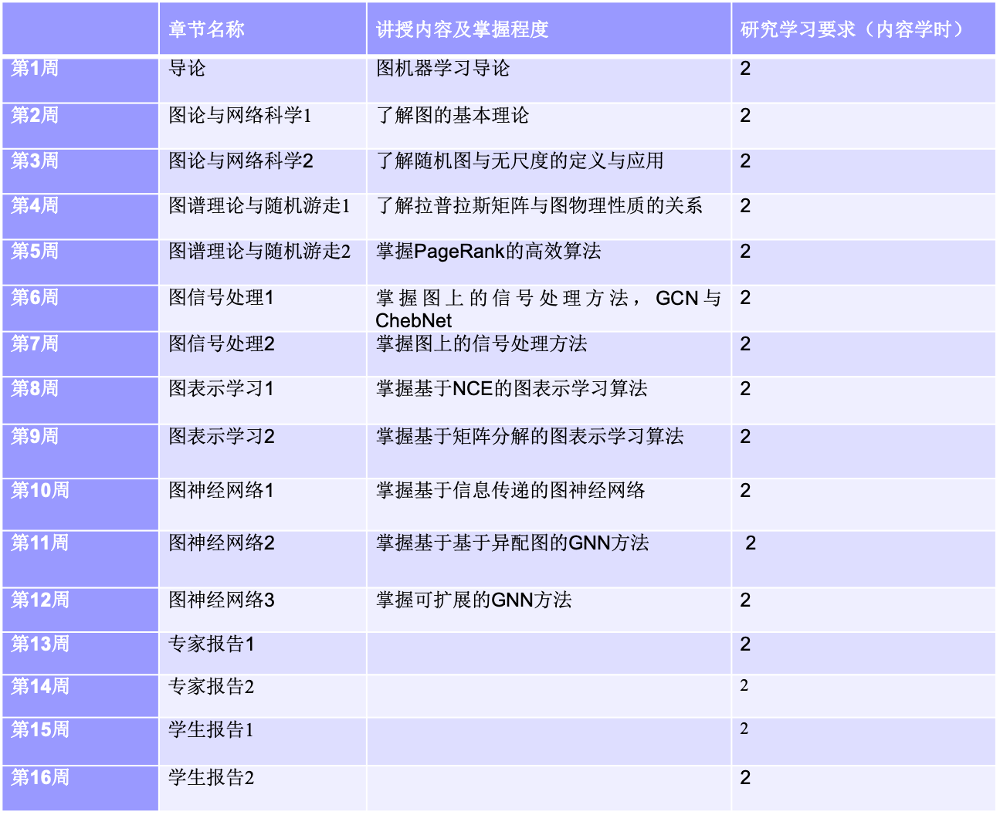 章节名称 讲授内容及掌握程度 研究学习要求（内容学时）
第1周 导论 图机器学习导论 2
第2周 图论与网络科学1 了解图的基本理论 2
第3周 图论与网络科学2 了解随机图与无尺度的定义与应用 2
第4周 图谱理论与随机游走1 了解拉普拉斯矩阵与图物理性质的关系 2
第5周 图谱理论与随机游走2 掌握PageRank的高效算法 2
第6周 图信号处理1 掌握图上的信号处理方法，GCN与 2
ChebNet
第7周 图信号处理2 掌握图上的信号处理方法 2
第8周 图表示学习1 掌握基于NCE的图表示学习算法 2
第9周 图表示学习2 掌握基于矩阵分解的图表示学习算法 2
第10周 图神经网络1 掌握基于信息传递的图神经网络 2
第11周 图神经网络2 掌握基于基于异配图的GNN方法 2
第12周 图神经网络3 掌握可扩展的GNN方法 2
第13周 专家报告1 2
第14周 专家报告2 2
第15周 学生报告1 2
第16周 学生报告2 2